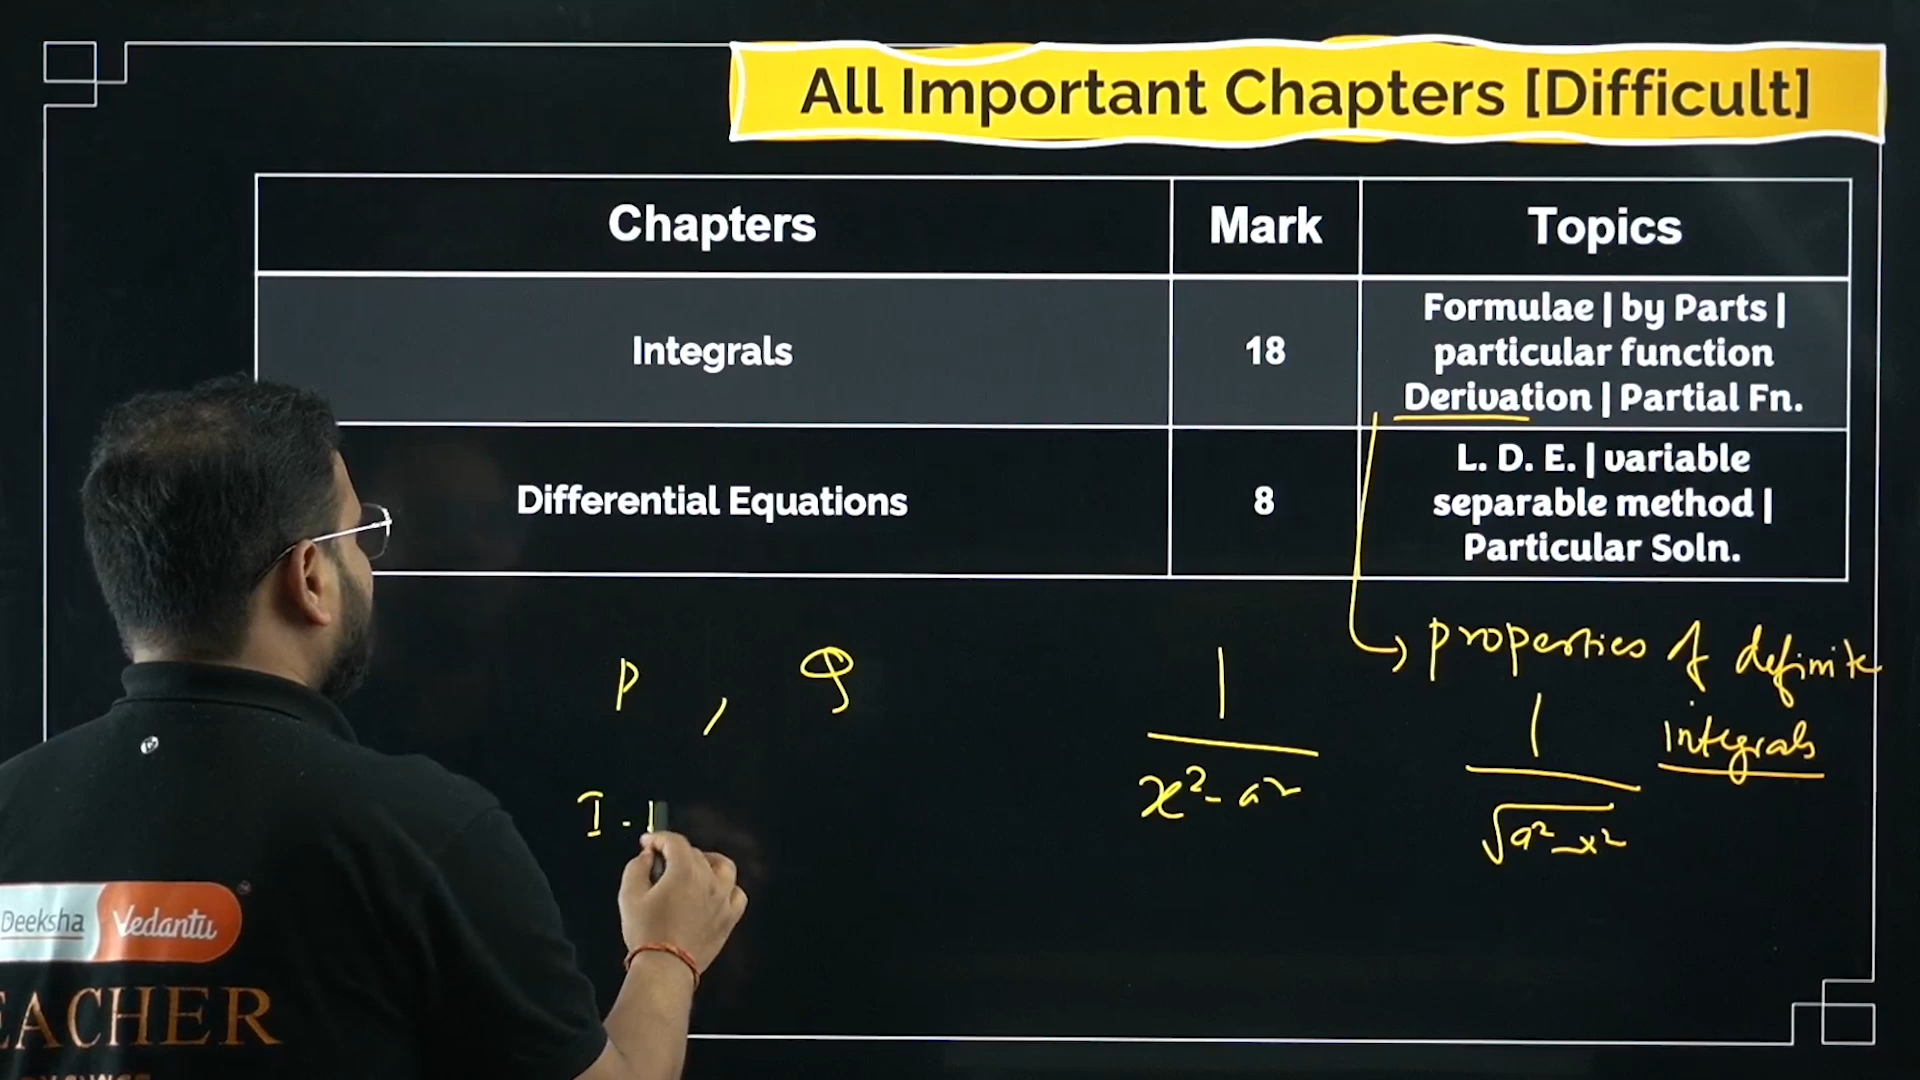 All Important Chapters [Difficult]
Chapters
Mark
Topics
Integrals
18
Formulae | by Parts |
particular function
Derivation | Partial Fn.
Differential Equations
8
L. D. E. | variable
separable method |
Particular Soln.
properties of definite
integrals
P , Q
1
x² - a²
1
√a² - x²
I.
Deeksha Vedantu
EACHER